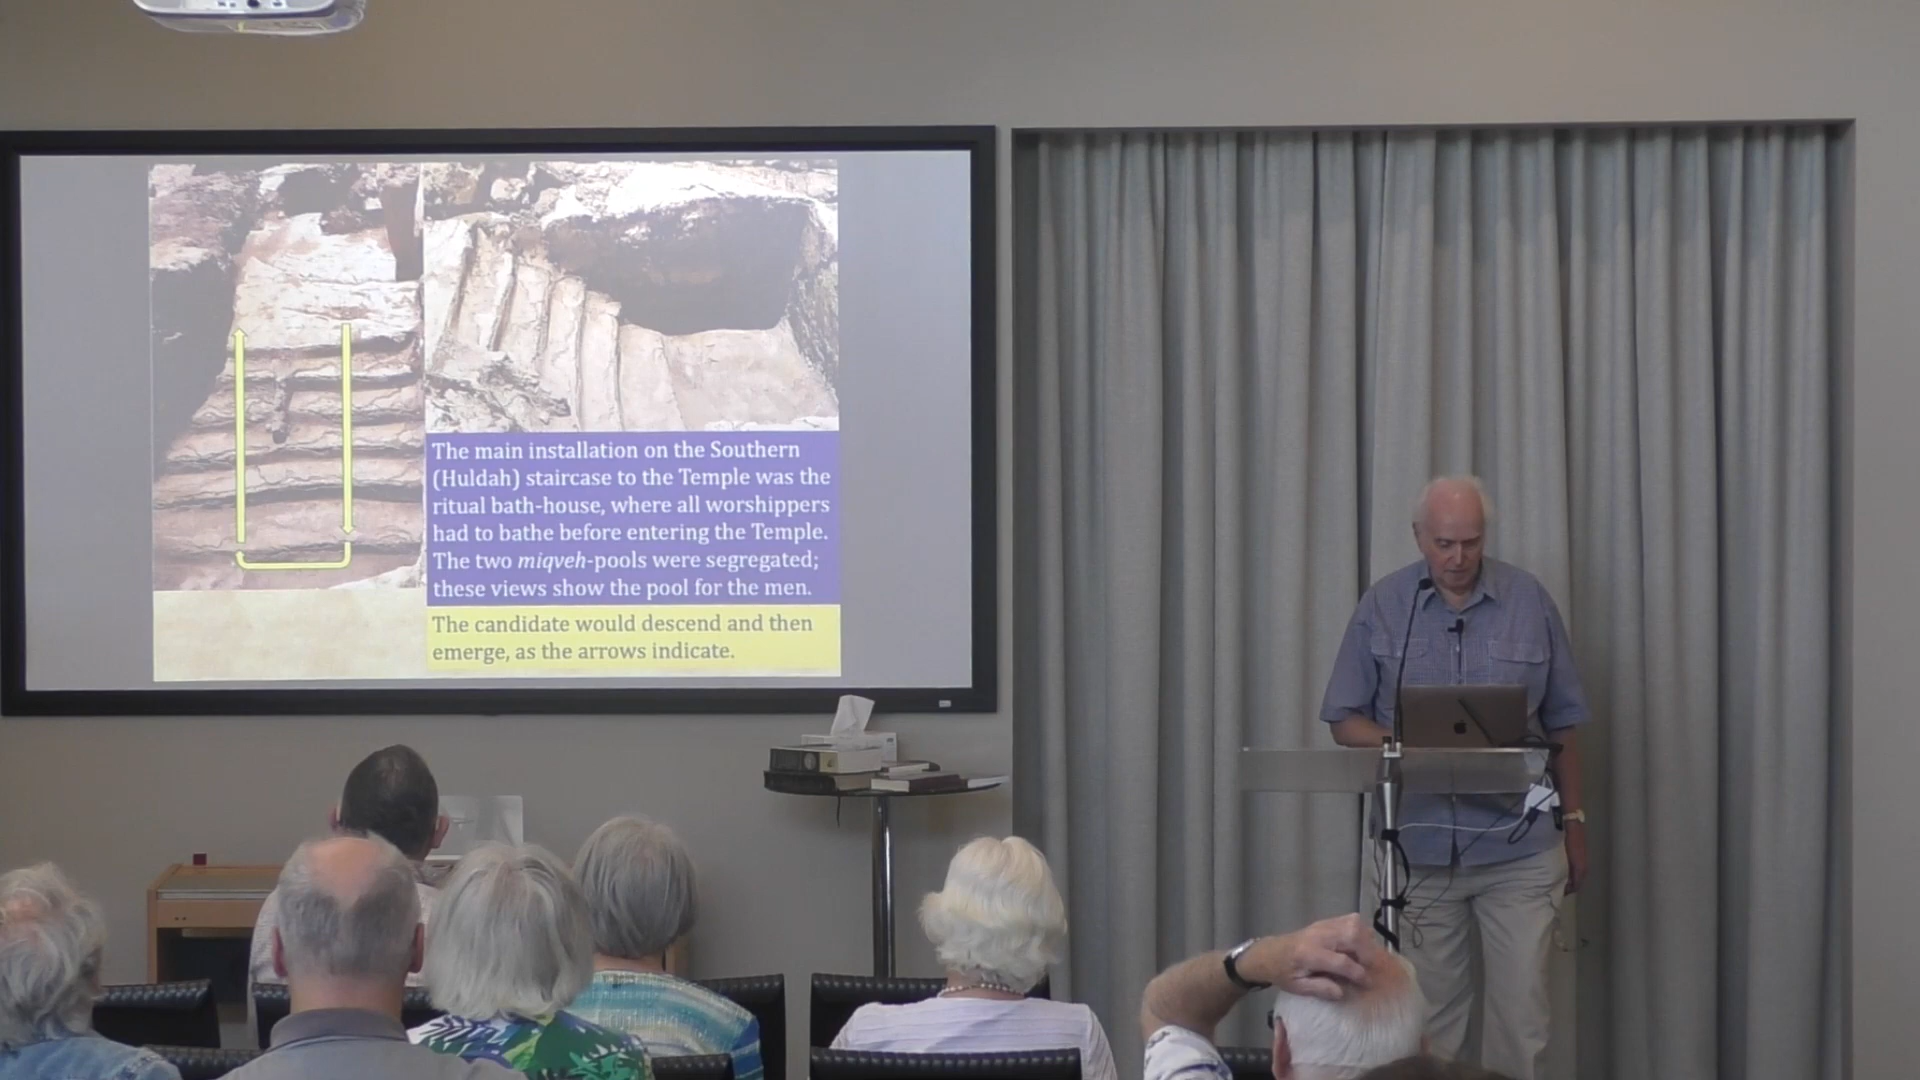 The main installation on the Southern
(Huldah) staircase to the Temple was the
ritual bath-house, where all worshippers
had to bathe before entering the Temple.
The two miqveh-pools were segregated;
these views show the pool for the men.
The candidate would descend and then
emerge, as the arrows indicate.